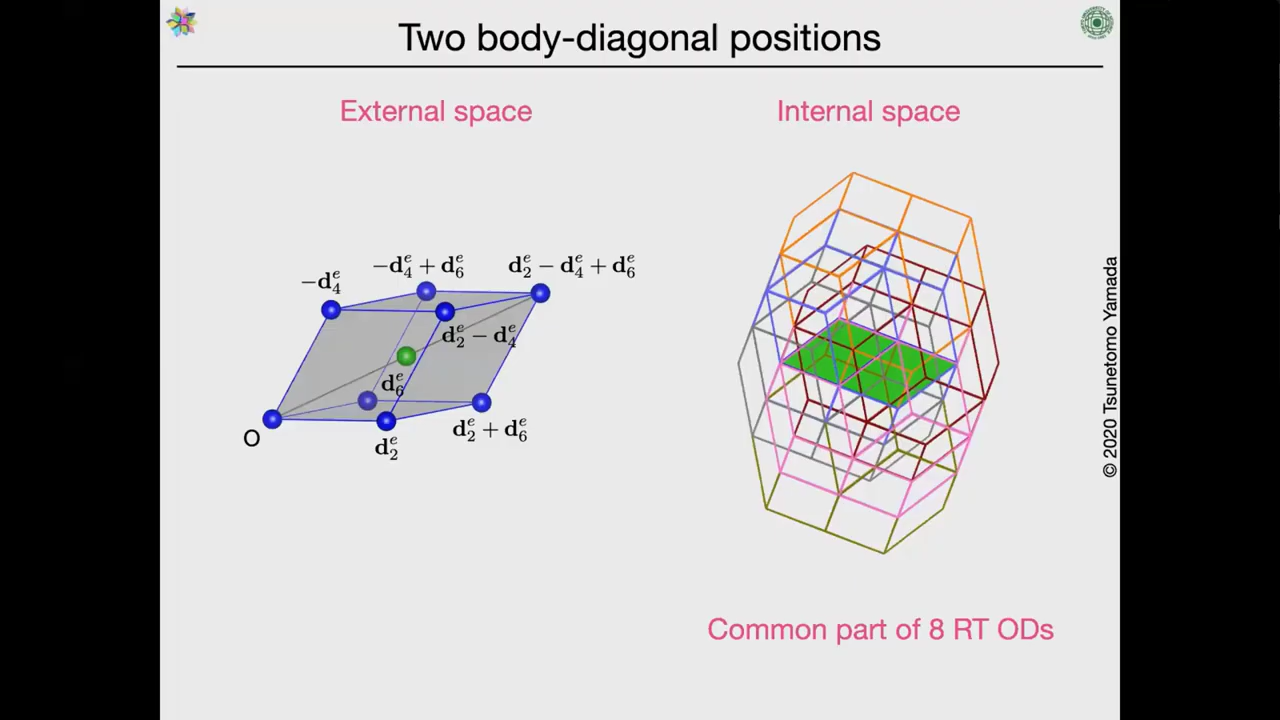 Two body-diagonal positions
External space
Internal space
−d₄ᵉ
−d₄ᵉ + d₆ᵉ
d₂ᵉ − d₄ᵉ + d₆ᵉ
d₂ᵉ − d₄ᵉ
d₆ᵉ
O
d₂ᵉ
d₂ᵉ + d₆ᵉ
© 2020 Tsunetomo Yamada
Common part of 8 RT ODs